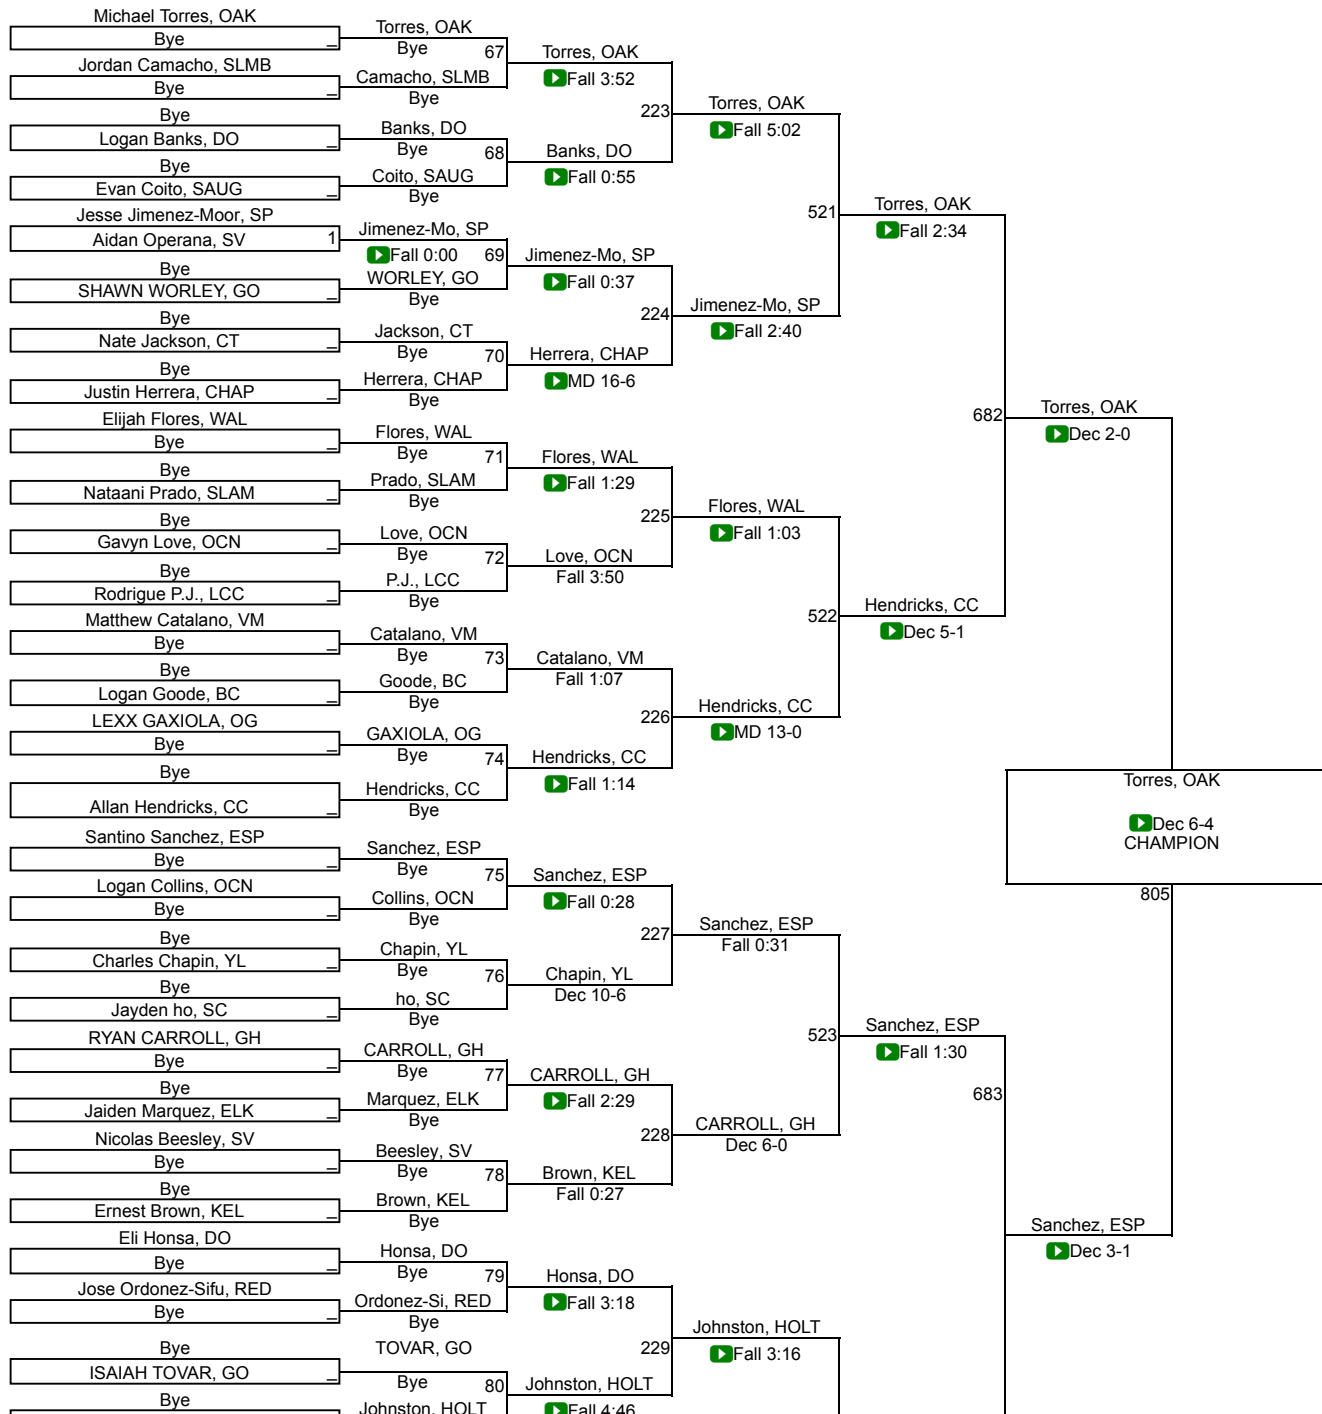 Michael Torres, OAK
Bye _
Jordan Camacho, SLMB
Bye _
Bye
Logan Banks, DO _
Bye
Evan Coito, SAUG _
Jesse Jimenez-Moor, SP
Aidan Operana, SV 1
Bye
SHAWN WORLEY, GO _
Bye
Nate Jackson, CT _
Bye
Justin Herrera, CHAP _
Elijah Flores, WAL
Bye _
Bye
Nataani Prado, SLAM _
Bye
Gavyn Love, OCN _
Bye
Rodrigue P.J., LCC _
Matthew Catalano, VM
Bye _
Bye
Logan Goode, BC _
LEXX GAXIOLA, OG
Bye _
Bye
Allan Hendricks, CC _
Santino Sanchez, ESP
Bye _
Logan Collins, OCN
Bye _
Bye
Charles Chapin, YL _
Bye
Jayden ho, SC _
RYAN CARROLL, GH
Bye _
Bye
Jaiden Marquez, ELK _
Nicolas Beesley, SV
Bye _
Bye
Ernest Brown, KEL _
Eli Honsa, DO
Bye _
Jose Ordonez-Sifu, RED
Bye _
Bye
ISAIAH TOVAR, GO _
Bye
Torres, OAK
Bye 67
Camacho, SLMB
Bye
Banks, DO
Bye 68
Coito, SAUG
Bye
Jimenez-Mo, SP
Fall 0:00 69
WORLEY, GO
Bye
Jackson, CT
Bye 70
Herrera, CHAP
Bye
Flores, WAL
Bye 71
Prado, SLAM
Bye
Love, OCN
Bye 72
P.J., LCC
Bye
Catalano, VM
Bye 73
Goode, BC
Bye
GAXIOLA, OG
Bye 74
Hendricks, CC
Bye
Sanchez, ESP
Bye 75
Collins, OCN
Bye
Chapin, YL
Bye 76
ho, SC
Bye
CARROLL, GH
Bye 77
Marquez, ELK
Bye
Beesley, SV
Bye 78
Brown, KEL
Bye
Honsa, DO
Bye 79
Ordonez-Si, RED
Bye
TOVAR, GO
Bye 80
Johnston, HOLT
Torres, OAK
Fall 3:52
223
Banks, DO
Fall 0:55
Jimenez-Mo, SP
Fall 0:37
224
Herrera, CHAP
MD 16-6
Flores, WAL
Fall 1:29
225
Love, OCN
Fall 3:50
Catalano, VM
Fall 1:07
226
Hendricks, CC
Fall 1:14
Sanchez, ESP
Fall 0:28
227
Chapin, YL
Dec 10-6
CARROLL, GH
Fall 2:29
228
Brown, KEL
Fall 0:27
Honsa, DO
Fall 3:18
229
Johnston, HOLT
Fall 4:46
Torres, OAK
Fall 5:02
521
Jimenez-Mo, SP
Fall 2:40
Flores, WAL
Fall 1:03
522
Hendricks, CC
MD 13-0
Sanchez, ESP
Fall 0:31
523
CARROLL, GH
Dec 6-0
Johnston, HOLT
Fall 3:16
Torres, OAK
Fall 2:34
682
Hendricks, CC
Dec 5-1
Sanchez, ESP
Fall 1:30
683
Torres, OAK
Dec 2-0
Sanchez, ESP
Dec 3-1
Torres, OAK
Dec 6-4
CHAMPION
805